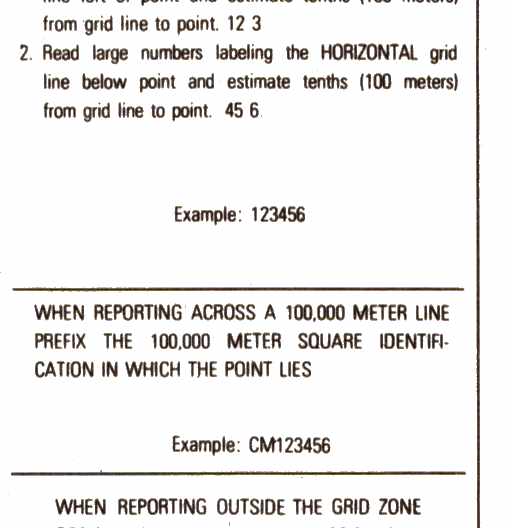 from grid line to point. 12 3
2. Read large numbers labeling the HORIZONTAL grid
line below point and estimate tenths (100 meters)
from grid line to point. 45 6
Example: 123456
WHEN REPORTING ACROSS A 100,000 METER LINE
PREFIX THE 100,000 METER SQUARE IDENTIFI-
CATION IN WHICH THE POINT LIES
Example: CM123456
WHEN REPORTING OUTSIDE THE GRID ZONE